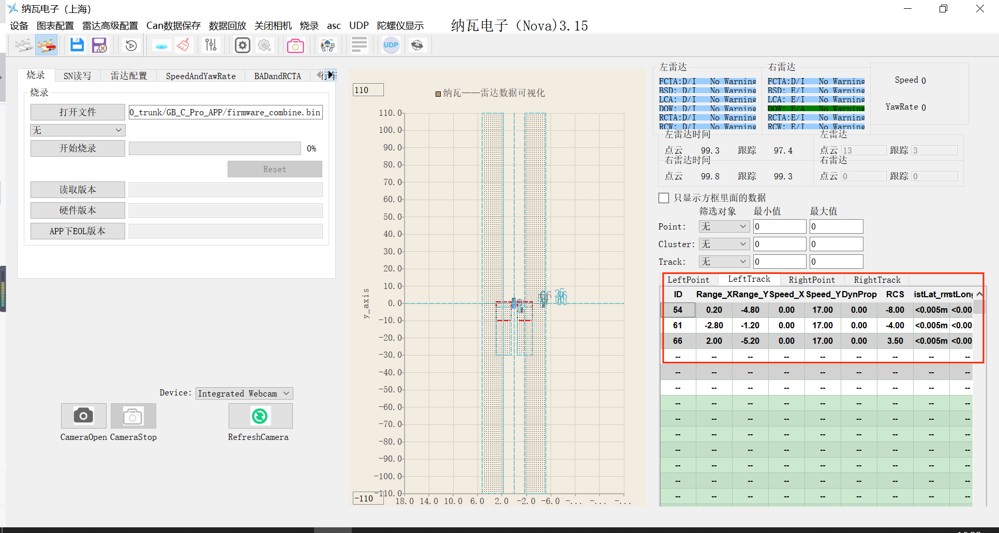 纳瓦电子（上海）
设备 图表配置 雷达高级配置 Can数据保存 数据回放 关闭相机 烧录 asc UDP 陀螺仪显示 纳瓦电子（Nova)3.15
UDP
烧录 SN读写 雷达配置 SpeedAndYawRate BADandRCTA 行车
烧录
打开文件 0_trunk/GB_C_Pro_APP/firmware_combine.bin
无
开始烧录 0%
Reset
读取版本
硬件版本
APP下EOL版本
Device: Integrated Webcam
CameraOpen CameraStop RefreshCamera
110
纳瓦——雷达数据可视化
110.0
100.0
90.0
80.0
70.0
60.0
50.0
40.0
30.0
20.0
10.0
0.0
-10.0
-20.0
-30.0
-40.0
-50.0
-60.0
-70.0
-80.0
-90.0
-100.0
-110.0
y_axis
-110
18.0 14.0 10.0 6.0 2.0 -2.0 -6.0 -... -... -...
左雷达
FCTA:D/I No Warning
BSD: D/I No Warning
LCA: D/I No Warning
DOW: D/I No Warning
RCTA:D/I No Warning
RCW: D/I No Warning
右雷达
FCTA:D/I No Warning
BSD: E/I No Warning
LCA: E/I No Warning
DOW: E/A No Warning
RCTA:E/I No Warning
RCW: E/I No Warning
Speed 0
YawRate 0
左雷达时间
点云 99.3 跟踪 97.4
右雷达时间
点云 99.8 跟踪 99.3
左雷达
点云 13 跟踪 3
右雷达
点云 0 跟踪 0
只显示方框里面的数据
筛选对象 最小值 最大值
Point: 无 0 0
Cluster: 无 0 0
Track: 无 0 0
LeftPoint LeftTrack RightPoint RightTrack
ID Range_X Range_Y Speed_X Speed_Y DynProp RCS istLat_rm stLong
54 0.20 -4.80 0.00 17.00 0.00 -8.00 <0.005m <0.00
61 -2.80 -1.20 0.00 17.00 0.00 -4.00 <0.005m <0.00
66 2.00 -5.20 0.00 17.00 0.00 3.50 <0.005m <0.00
-- -- -- -- -- -- -- -- --
-- -- -- -- -- -- -- -- --
-- -- -- -- -- -- -- -- --
-- -- -- -- -- -- -- -- --
-- -- -- -- -- -- -- -- --
-- -- -- -- -- -- -- -- --
-- -- -- -- -- -- -- -- --
-- -- -- -- -- -- -- -- --
-- -- -- -- -- -- -- -- --
-- -- -- -- -- -- -- -- --